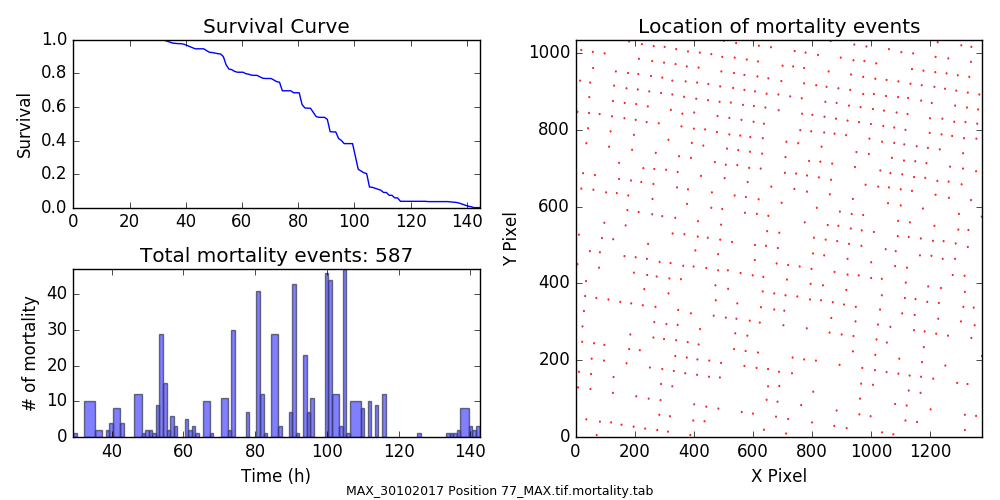 Survival Curve
1.0
0.8
0.6
0.4
0.2
0.0
Survival
0 20 40 60 80 100 120 140
Total mortality events: 587
40
30
20
10
0
# of mortality
40 60 80 100 120 140
Time (h)
Location of mortality events
1000
800
600
400
200
0
Y Pixel
0 200 400 600 800 1000 1200
X Pixel
MAX_30102017 Position 77_MAX.tif.mortality.tab